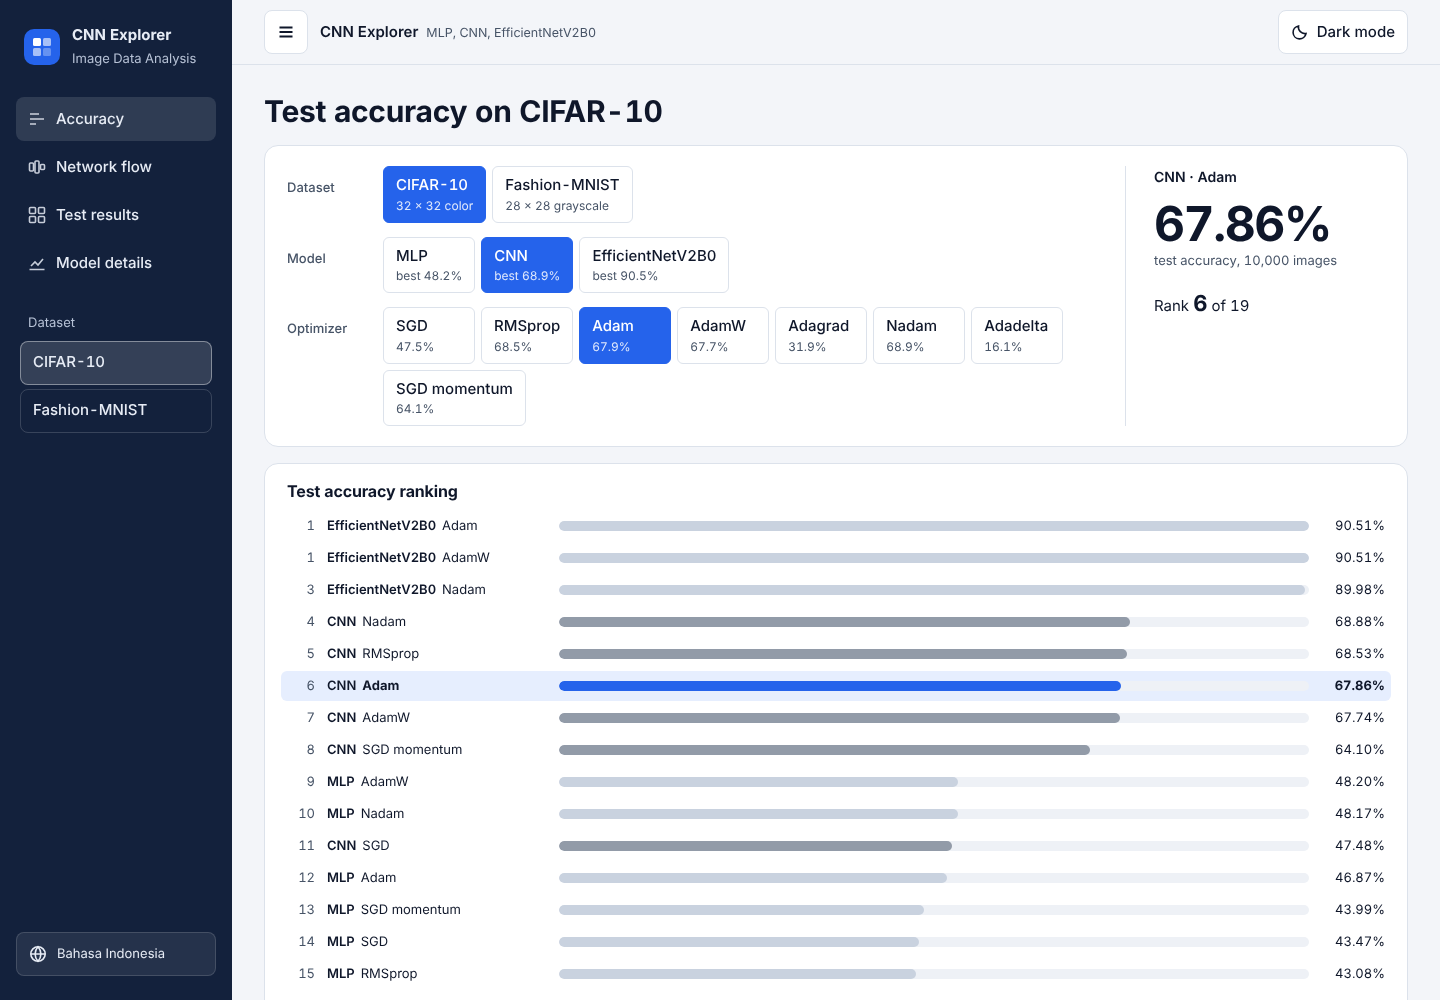 CNN Explorer
Image Data Analysis
Accuracy
Network flow
Test results
Model details
Dataset
CIFAR-10
Fashion-MNIST
Bahasa Indonesia
CNN Explorer MLP, CNN, EfficientNetV2B0
Dark mode
Test accuracy on CIFAR-10
Dataset
CIFAR-10
32 × 32 color
Fashion-MNIST
28 × 28 grayscale
Model
MLP
best 48.2%
CNN
best 68.9%
EfficientNetV2B0
best 90.5%
Optimizer
SGD
47.5%
RMSprop
68.5%
Adam
67.9%
AdamW
67.7%
Adagrad
31.9%
Nadam
68.9%
Adadelta
16.1%
SGD momentum
64.1%
CNN · Adam
67.86%
test accuracy, 10,000 images
Rank 6 of 19
Test accuracy ranking
1 EfficientNetV2B0 Adam 90.51%
1 EfficientNetV2B0 AdamW 90.51%
3 EfficientNetV2B0 Nadam 89.98%
4 CNN Nadam 68.88%
5 CNN RMSprop 68.53%
6 CNN Adam 67.86%
7 CNN AdamW 67.74%
8 CNN SGD momentum 64.10%
9 MLP AdamW 48.20%
10 MLP Nadam 48.17%
11 CNN SGD 47.48%
12 MLP Adam 46.87%
13 MLP SGD momentum 43.99%
14 MLP SGD 43.47%
15 MLP RMSprop 43.08%